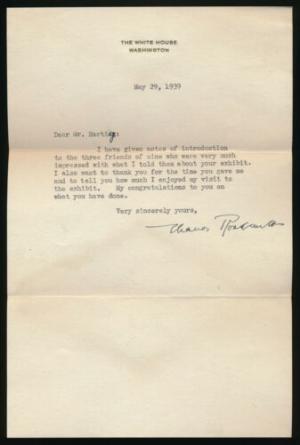 THE WHITE HOUSE
WASHINGTON
May 29, 1939
Dear Mr.
I have given notes of introduction
to the three friends of mine who were very much
impressed with what I told them about your exhibit.
I also want to thank you for the time you gave me
and to tell you how much I enjoyed my visit to
the exhibit. My congratulations to you on
what you have done.
Very sincerely yours,